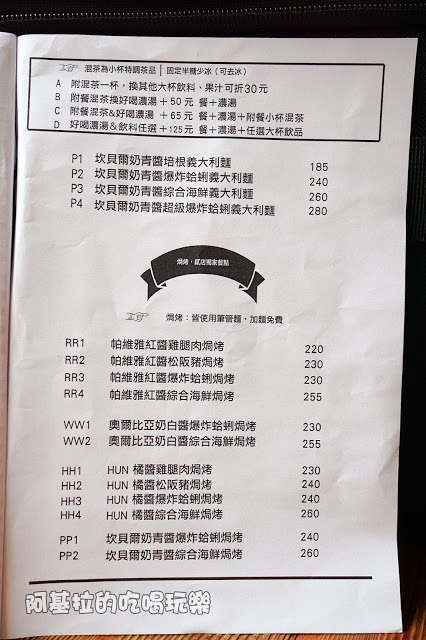 混茶為小杯特調茶品 | 固定半糖少冰（可去冰）
A 附混茶一杯，換其他大杯飲料、果汁可折30元
B 附餐混茶換好喝濃湯＋50元 餐＋濃湯
C 附餐混茶&好喝濃湯 ＋65元 餐＋濃湯＋附餐小杯混茶
D 好喝濃湯&飲料任選＋125元 餐＋濃湯＋任選大杯飲品
P1 坎貝爾奶青醬培根義大利麵 185
P2 坎貝爾奶青醬爆炸蛤蜊義大利麵 240
P3 坎貝爾奶青醬綜合海鮮義大利麵 260
P4 坎貝爾奶青醬超級爆炸蛤蜊義大利麵 280
焗烤，貳店獨家餐點
焗烤：皆使用筆管麵，加麵免費
RR1 帕維雅紅醬雞腿肉焗烤 220
RR2 帕維雅紅醬松阪豬焗烤 230
RR3 帕維雅紅醬爆炸蛤蜊焗烤 230
RR4 帕維雅紅醬綜合海鮮焗烤 255
WW1 奧爾比亞奶白醬爆炸蛤蜊焗烤 230
WW2 奧爾比亞奶白醬綜合海鮮焗烤 255
HH1 HUN 橘醬雞腿肉焗烤 230
HH2 HUN 橘醬松阪豬焗烤 240
HH3 HUN 橘醬爆炸蛤蜊焗烤 240
HH4 HUN 橘醬綜合海鮮焗烤 260
PP1 坎貝爾奶青醬爆炸蛤蜊焗烤 240
PP2 坎貝爾奶青醬綜合海鮮焗烤 260
阿基拉的吃喝玩樂